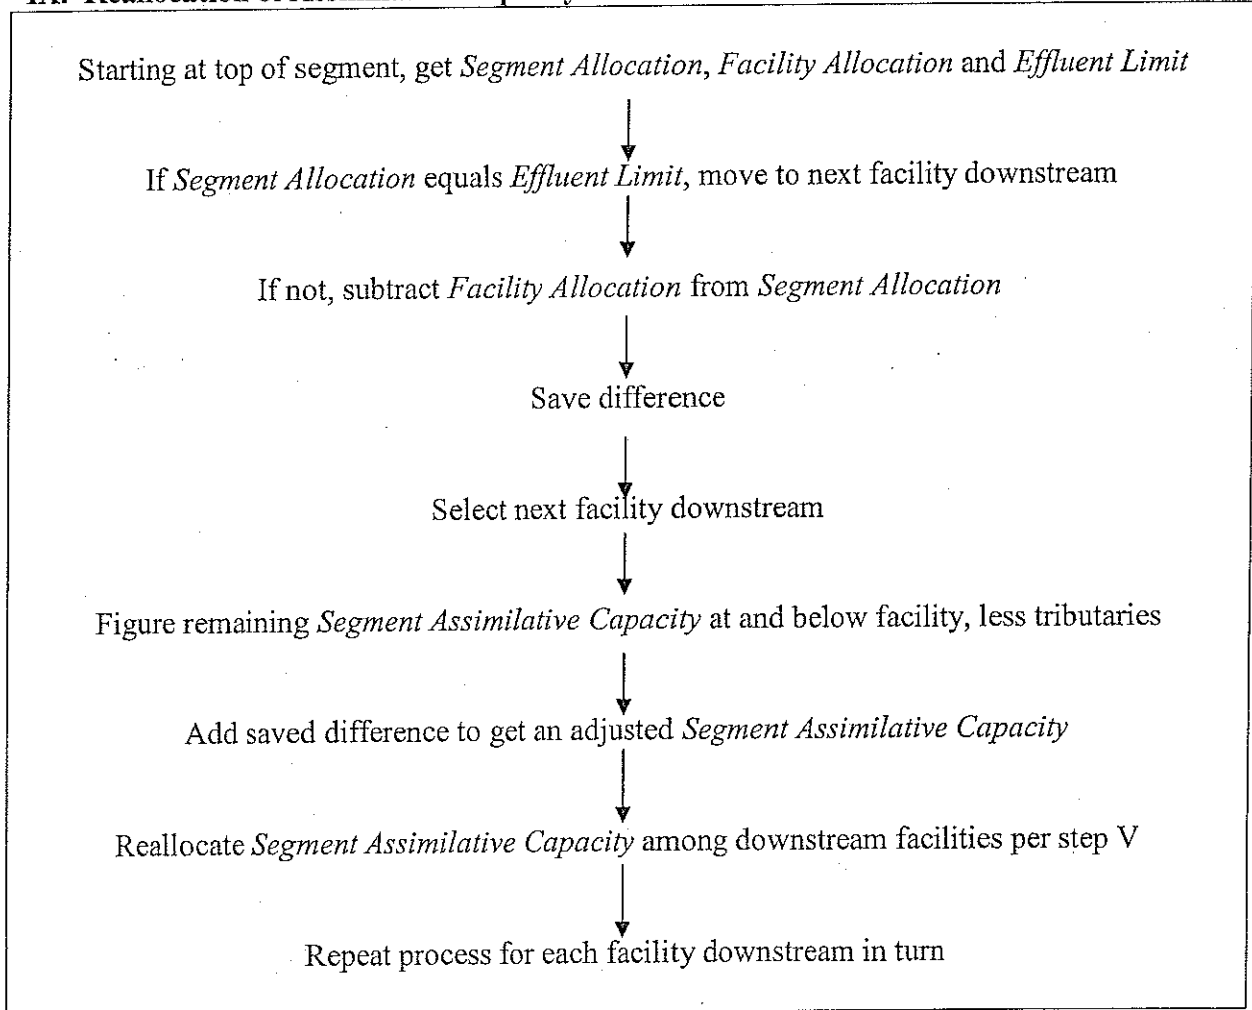 Starting at top of segment, get Segment Allocation, Facility Allocation and Effluent Limit
If Segment Allocation equals Effluent Limit, move to next facility downstream
If not, subtract Facility Allocation from Segment Allocation
Save difference
Select next facility downstream
Figure remaining Segment Assimilative Capacity at and below facility, less tributaries
Add saved difference to get an adjusted Segment Assimilative Capacity
Reallocate Segment Assimilative Capacity among downstream facilities per step V
Repeat process for each facility downstream in turn